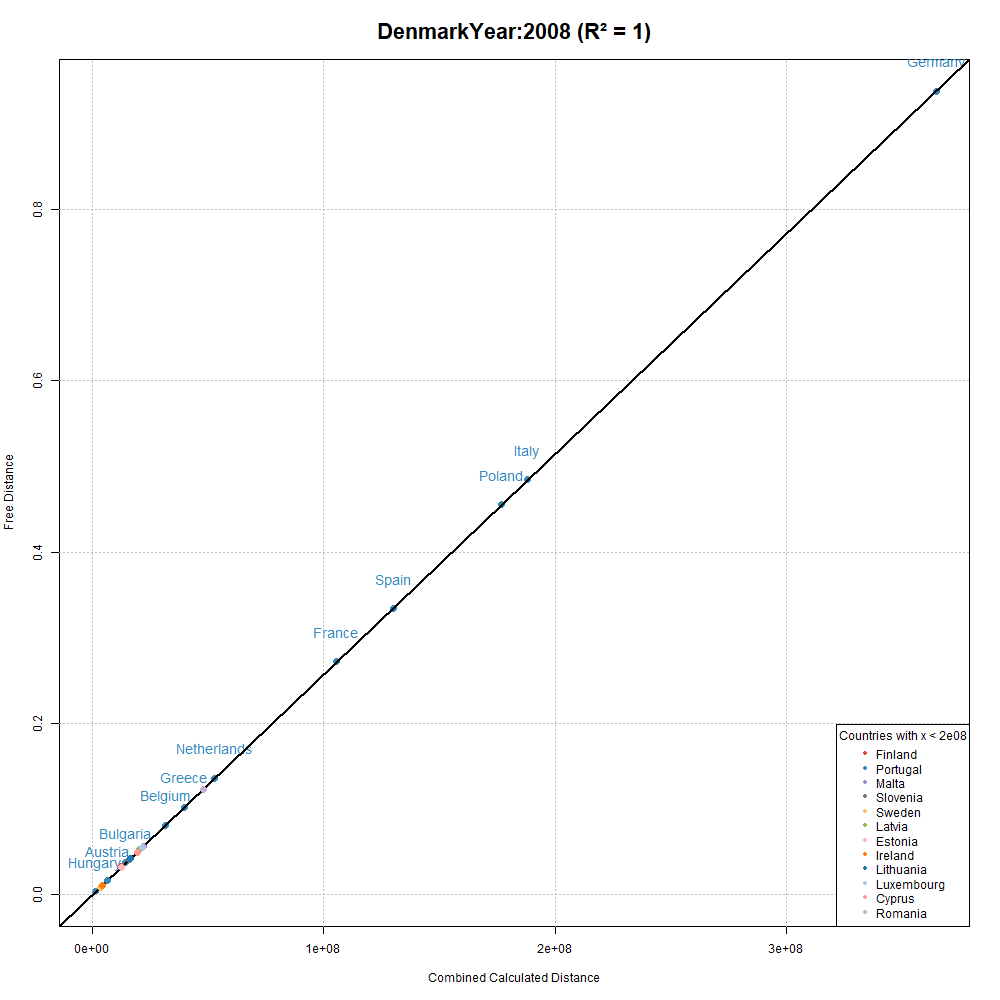 DenmarkYear:2008 (R² = 1)
Germany
0.8
0.6
Italy
Poland
Free Distance
0.4
Spain
France
0.2
Netherlands
Greece
Belgium
Bulgaria
Austria
Hungary
0.0
Countries with x < 2e08
Finland
Portugal
Malta
Slovenia
Sweden
Latvia
Estonia
Ireland
Lithuania
Luxembourg
Cyprus
Romania
0e+00 1e+08 2e+08 3e+08
Combined Calculated Distance